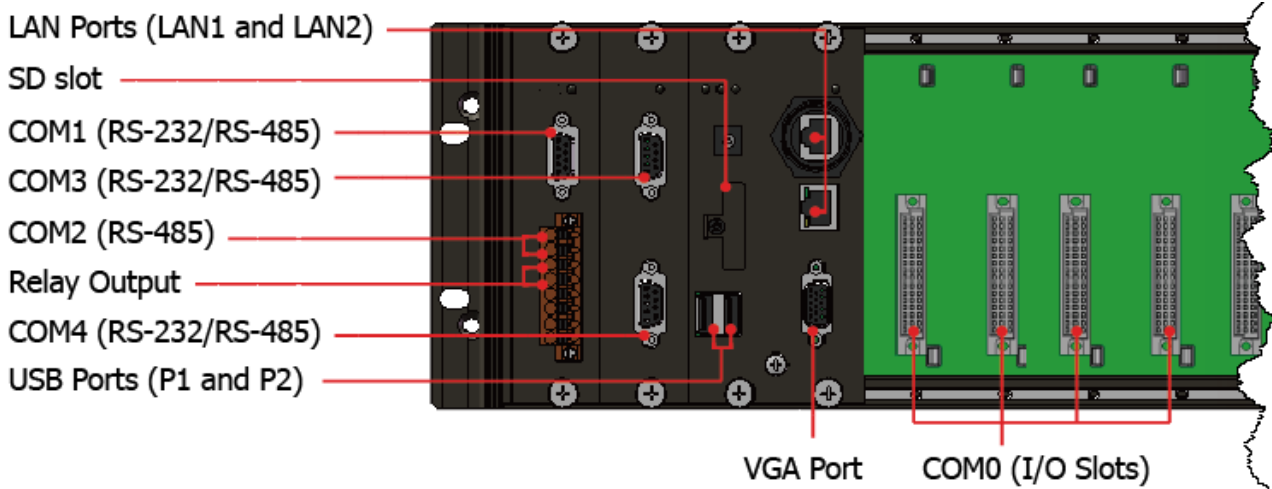 LAN Ports (LAN1 and LAN2)
SD slot
COM1 (RS-232/RS-485)
COM3 (RS-232/RS-485)
COM2 (RS-485)
Relay Output
COM4 (RS-232/RS-485)
USB Ports (P1 and P2)
VGA Port
COM0 (I/O Slots)